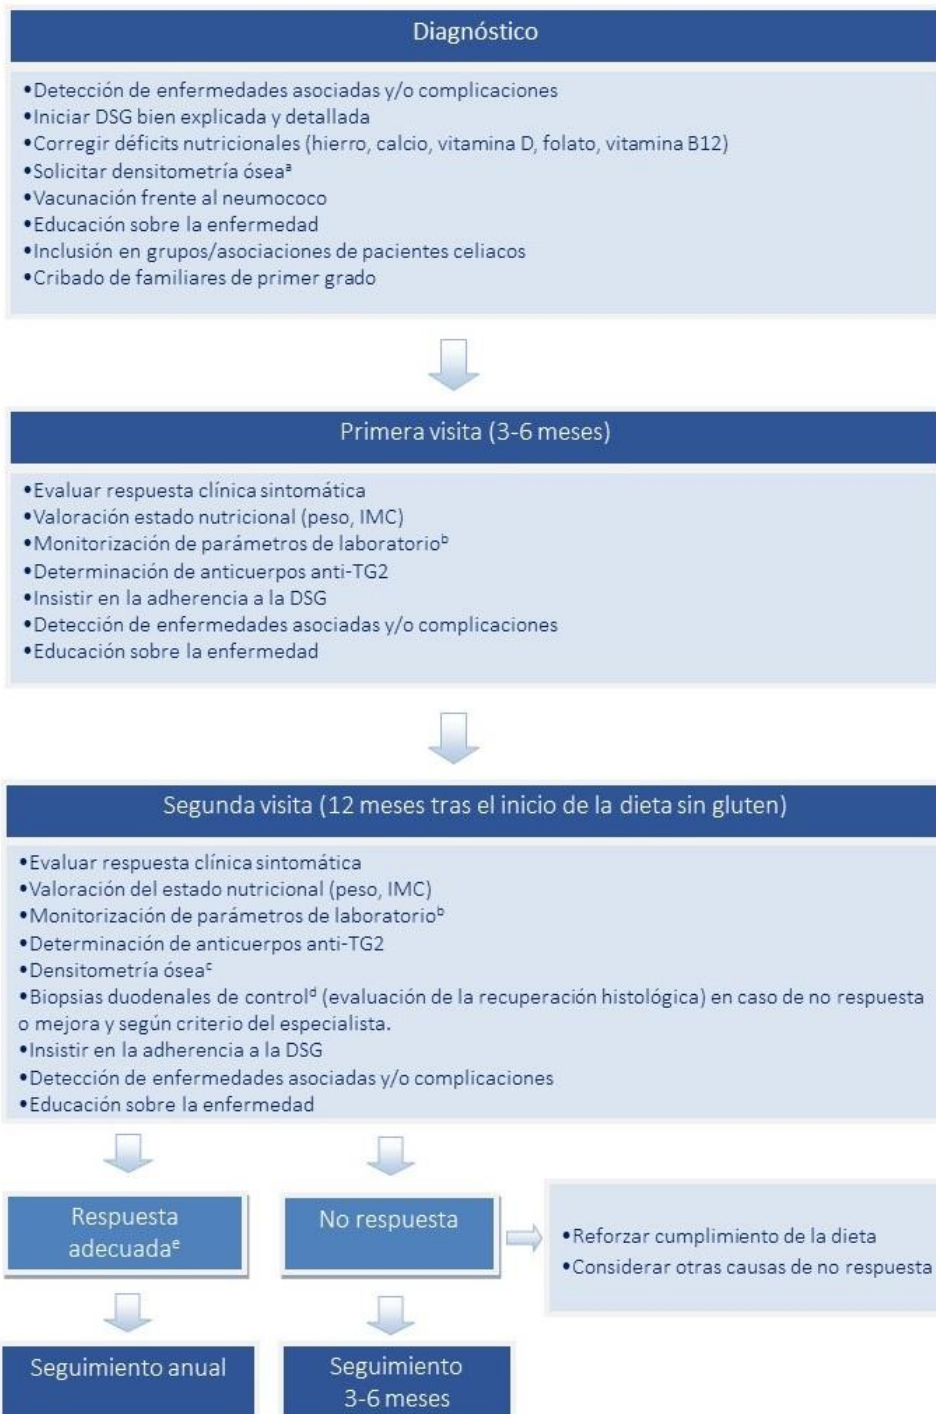 Diagnóstico
•Detección de enfermedades asociadas y/o complicaciones
•Iniciar DSG bien explicada y detallada
•Corregir déficits nutricionales (hierro, calcio, vitamina D, folato, vitamina B12)
•Solicitar densitometría óseaª
•Vacunación frente al neumococo
•Educación sobre la enfermedad
•Inclusión en grupos/asociaciones de pacientes celiacos
•Cribado de familiares de primer grado
Primera visita (3-6 meses)
•Evaluar respuesta clínica sintomática
•Valoración estado nutricional (peso, IMC)
•Monitorización de parámetros de laboratorioᵇ
•Determinación de anticuerpos anti-TG2
•Insistir en la adherencia a la DSG
•Detección de enfermedades asociadas y/o complicaciones
•Educación sobre la enfermedad
Segunda visita (12 meses tras el inicio de la dieta sin gluten)
•Evaluar respuesta clínica sintomática
•Valoración del estado nutricional (peso, IMC)
•Monitorización de parámetros de laboratorioᵇ
•Determinación de anticuerpos anti-TG2
•Densitometría óseaᶜ
•Biopsias duodenales de controlᵈ (evaluación de la recuperación histológica) en caso de no respuesta
o mejora y según criterio del especialista.
•Insistir en la adherencia a la DSG
•Detección de enfermedades asociadas y/o complicaciones
•Educación sobre la enfermedad
Respuesta
adecuadaᵉ
No respuesta
•Reforzar cumplimiento de la dieta
•Considerar otras causas de no respuesta
Seguimiento anual
Seguimiento
3-6 meses